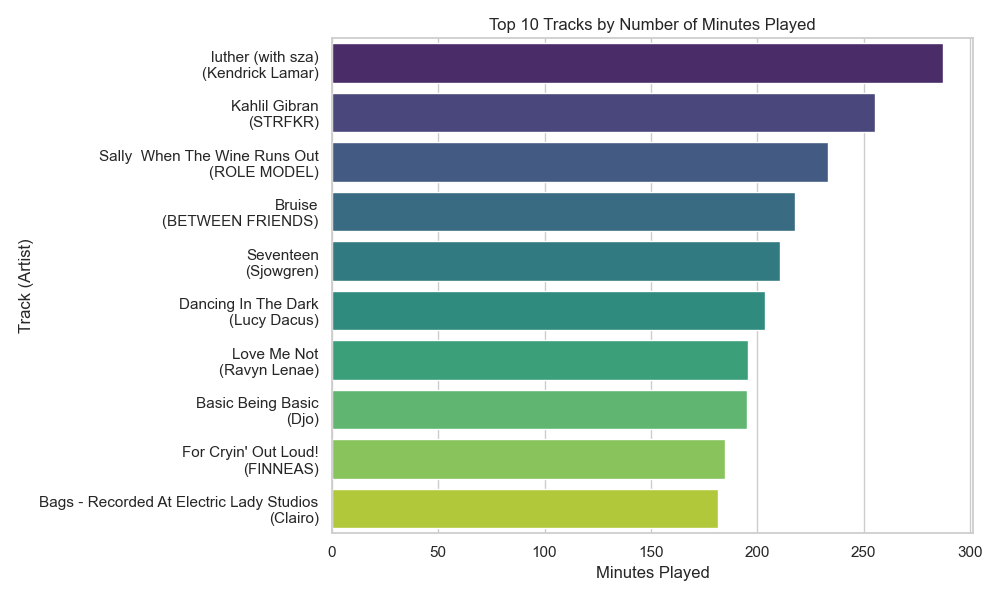 Top 10 Tracks by Number of Minutes Played
Track (Artist)
luther (with sza)
(Kendrick Lamar)
Kahlil Gibran
(STRFKR)
Sally  When The Wine Runs Out
(ROLE MODEL)
Bruise
(BETWEEN FRIENDS)
Seventeen
(Sjowgren)
Dancing In The Dark
(Lucy Dacus)
Love Me Not
(Ravyn Lenae)
Basic Being Basic
(Djo)
For Cryin' Out Loud!
(FINNEAS)
Bags - Recorded At Electric Lady Studios
(Clairo)
0 50 100 150 200 250 300
Minutes Played